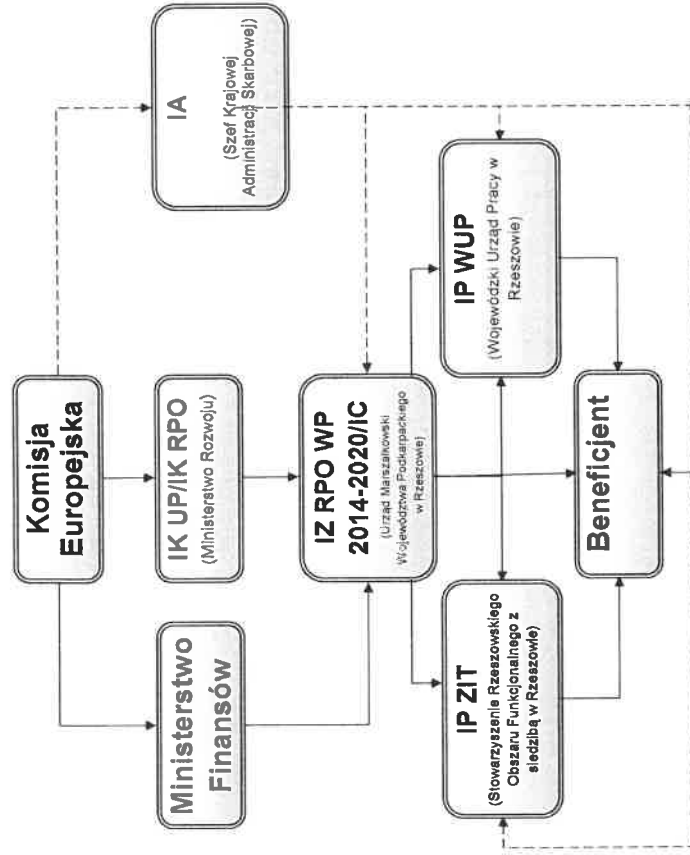 Komisja
Europejska
Ministerstwo
Finansów
IK UP/IK RPO
(Ministerstwo Rozwoju)
IA
(Szef Krajowej
Administracji Skarbowej)
IZ RPO WP
2014-2020/IC
(Urząd Marszałkowski
Województwa Podkarpackiego
w Rzeszowie)
IP ZIT
(Stowarzyszenie Rzeszowskiego
Obszaru Funkcjonalnego z
siedzibą w Rzeszowie)
IP WUP
(Wojewódzki Urząd Pracy w
Rzeszowie)
Beneficjent